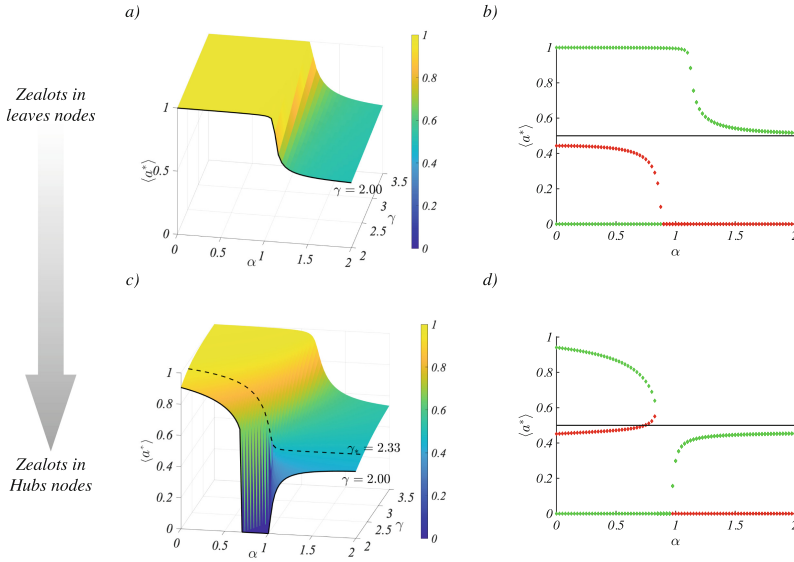 a)
b)
Zealots in
leaves nodes
1
0.5
0
⟨a*⟩
0
0.5
1
1.5
2
α
2
2.5
3
3.5
γ
γ = 2.00
1
0.8
0.6
0.4
0.2
0
1
0.8
0.6
0.4
0.2
0
⟨a*⟩
0.5
1
1.5
2
α
c)
d)
Zealots in
Hubs nodes
1
0.8
0.6
0.4
0.2
0
⟨a*⟩
0
0.5
1
1.5
2
α
2
2.5
3
3.5
γ
γ* = 2.33
γ = 2.00
1
0.8
0.6
0.4
0.2
0
1
0.8
0.6
0.4
0.2
0
⟨a*⟩
0
0.5
1
1.5
2
α